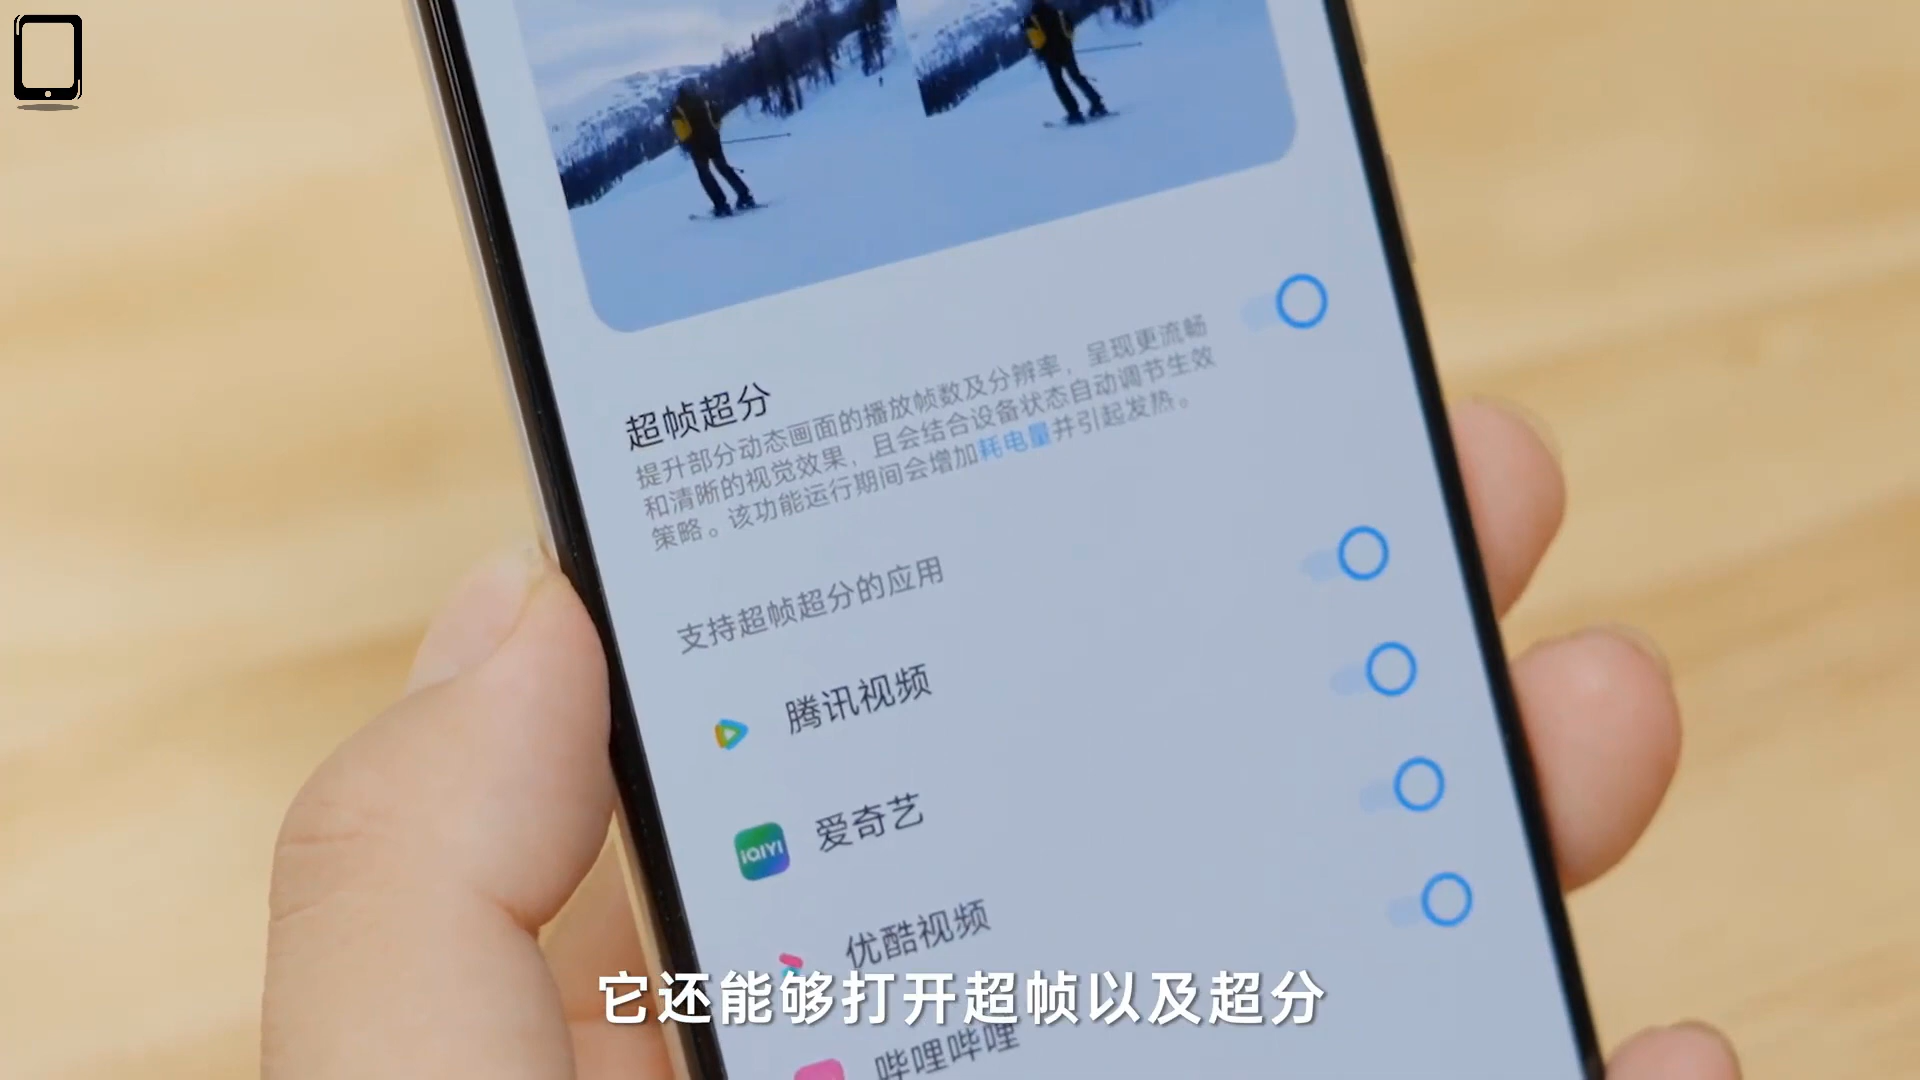 超帧超分
提升部分动态画面的播放帧数及分辨率，呈现更流畅
和清晰的视觉效果，且会结合设备状态自动调节生效
策略。该功能运行期间会增加耗电量并引起发热。
支持超帧超分的应用
腾讯视频
iQIYI
爱奇艺
优酷视频
它还能够打开超帧以及超分
哔哩哔哩